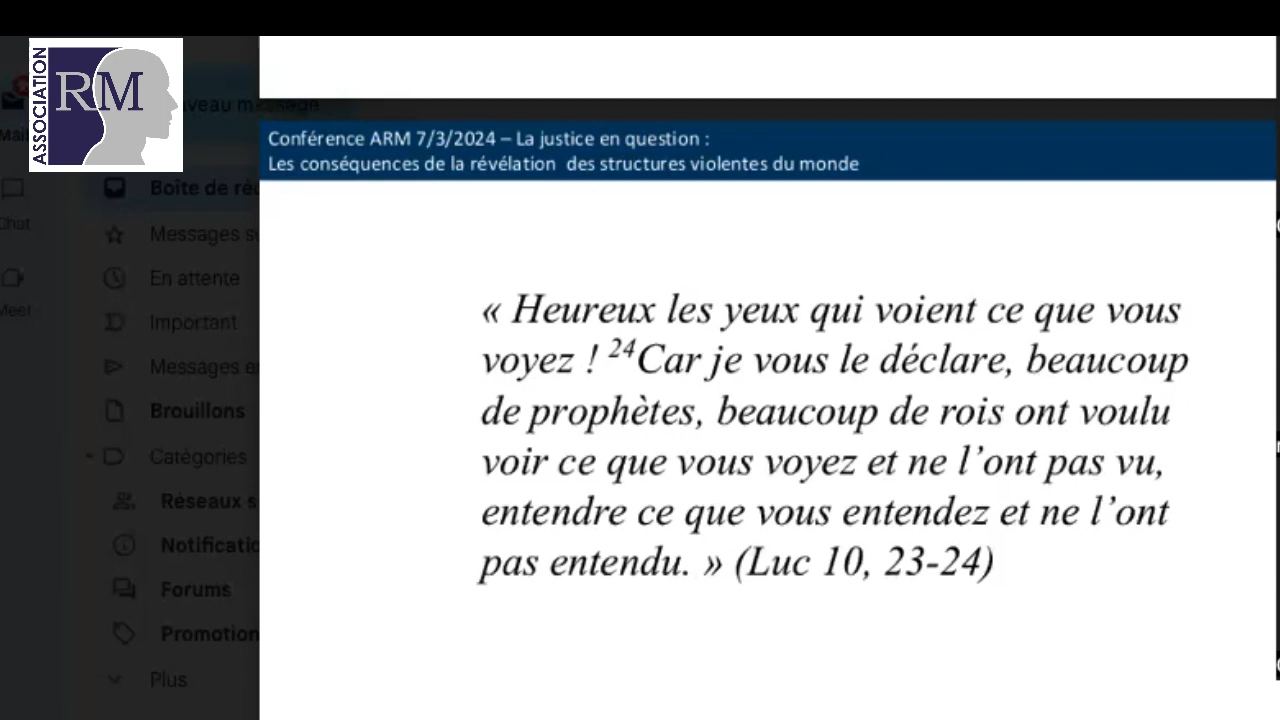 ASSOCIATION
RM
Conférence ARM 7/3/2024 – La justice en question :
Les conséquences de la révélation des structures violentes du monde
« Heureux les yeux qui voient ce que vous
voyez ! 24Car je vous le déclare, beaucoup
de prophètes, beaucoup de rois ont voulu
voir ce que vous voyez et ne l’ont pas vu,
entendre ce que vous entendez et ne l’ont
pas entendu. » (Luc 10, 23-24)
Boîte de ré
Messages s
En attente
Important
Messages e
Brouillons
Catégories
Réseaux s
Notificatio
Forums
Promotion
Plus
Mail
Chat
Meet